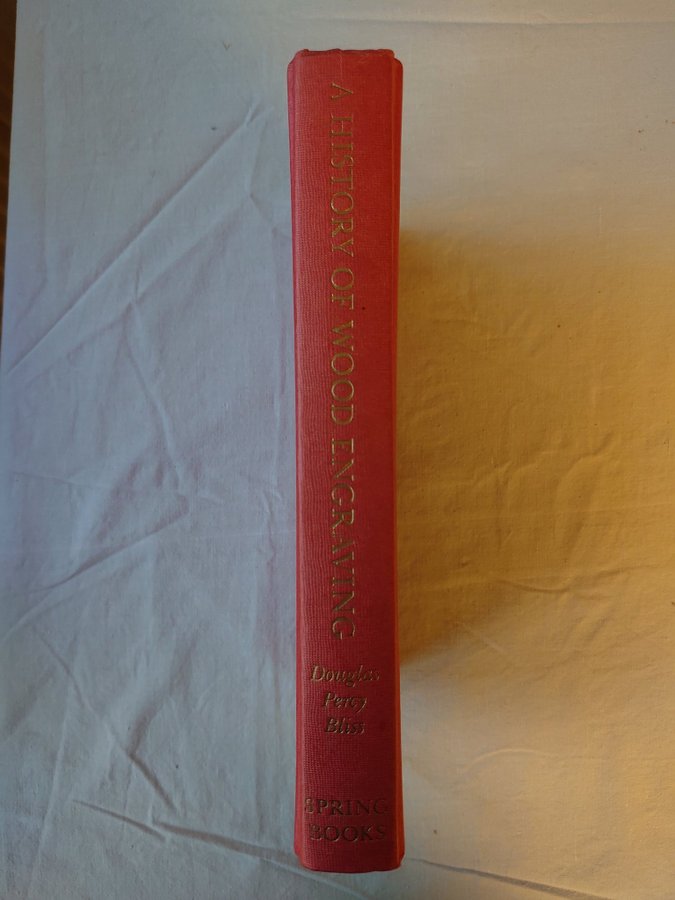 A HISTORY OF WOOD ENGRAVING
Douglas
Percy
Bliss
SPRING
BOOKS